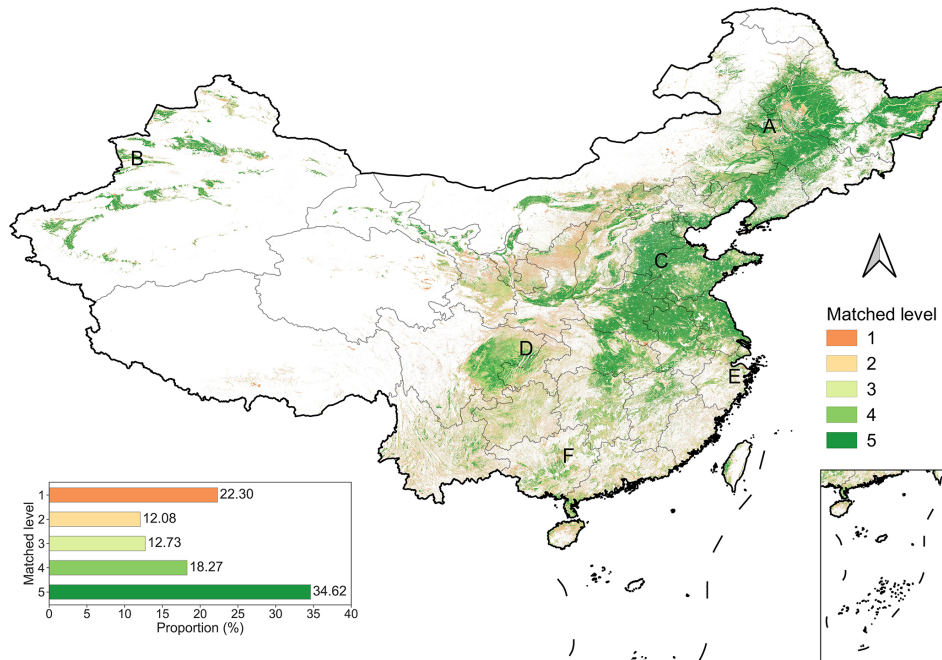 A
B
C
D
E
F
Matched level
1
2
3
4
5
Matched level
1 22.30
2 12.08
3 12.73
4 18.27
5 34.62
0 5 10 15 20 25 30 35 40
Proportion (%)